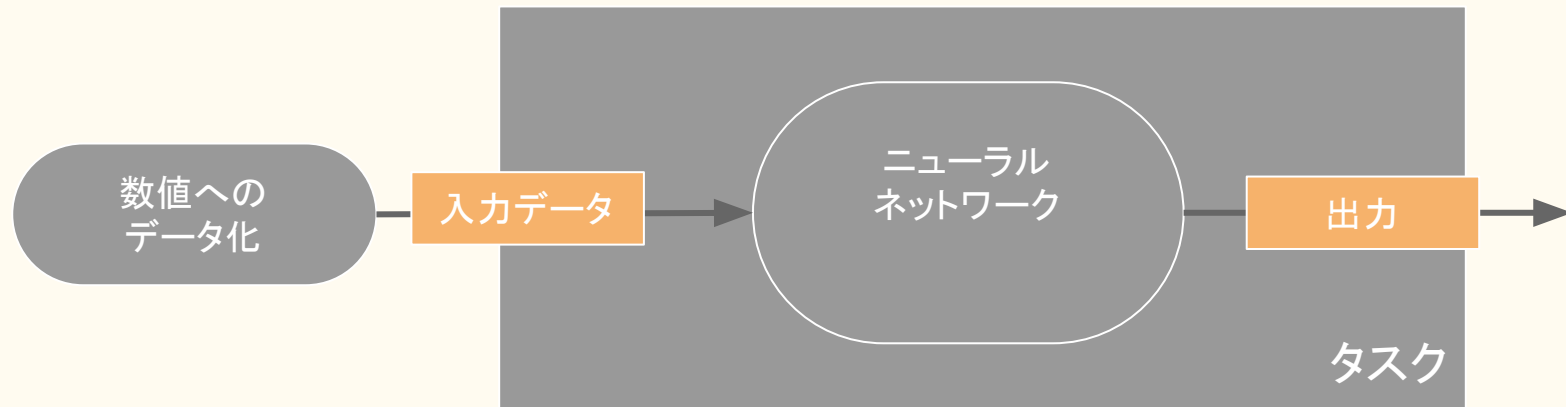 数値への
データ化
入力データ
ニューラル
ネットワーク
出力
タスク